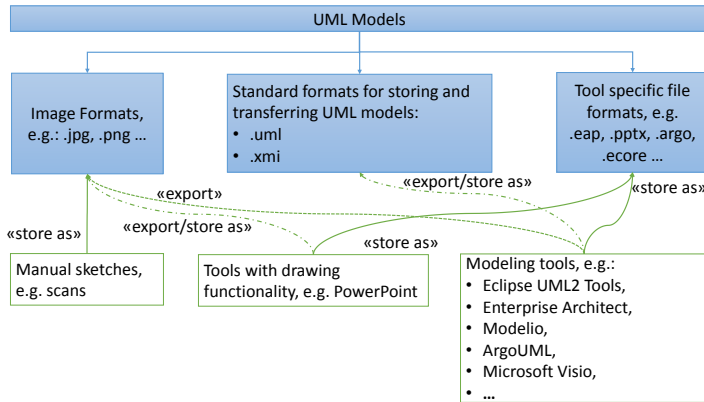 UML Models
Image Formats,
e.g.: .jpg, .png ...
Standard formats for storing and
transferring UML models:
• .uml
• .xmi
Tool specific file
formats, e.g.
.eap, .pptx, .argo,
.ecore ...
«export»
«export/store as»
«store as»
«export/store as»
«store as»
«store as»
Manual sketches,
e.g. scans
Tools with drawing
functionality, e.g. PowerPoint
Modeling tools, e.g.:
• Eclipse UML2 Tools,
• Enterprise Architect,
• Modelio,
• ArgoUML,
• Microsoft Visio,
• ...